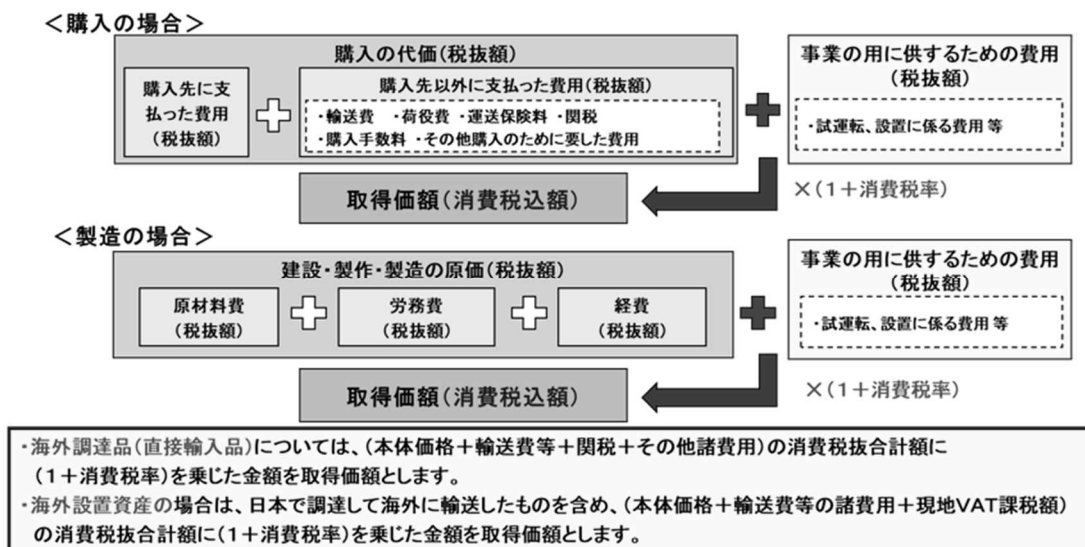 ＜購入の場合＞
購入の代価(税抜額)
購入先に支
払った費用
(税抜額)
購入先以外に支払った費用(税抜額)
・輸送費　・荷役費・運送保険料・関税
・購入手数料・その他購入のために要した費用
事業の用に供するための費用
(税抜額)
・試運転、設置に係る費用 等
取得価額(消費税込額)
×(1＋消費税率)
＜製造の場合＞
建設・製作・製造の原価(税抜額)
原材料費
(税抜額)
労務費
(税抜額)
経費
(税抜額)
事業の用に供するための費用
(税抜額)
・試運転、設置に係る費用 等
取得価額(消費税込額)
×(1＋消費税率)
・海外調達品(直接輸入品)については、(本体価格＋輸送費等＋関税＋その他諸費用)の消費税抜合計額に
(1＋消費税率)を乗じた金額を取得価額とします。
・海外設置資産の場合は、日本で調達して海外に輸送したものを含め、(本体価格＋輸送費等の諸費用＋現地VAT課税額)
の消費税抜合計額に(1＋消費税率)を乗じた金額を取得価額とします。